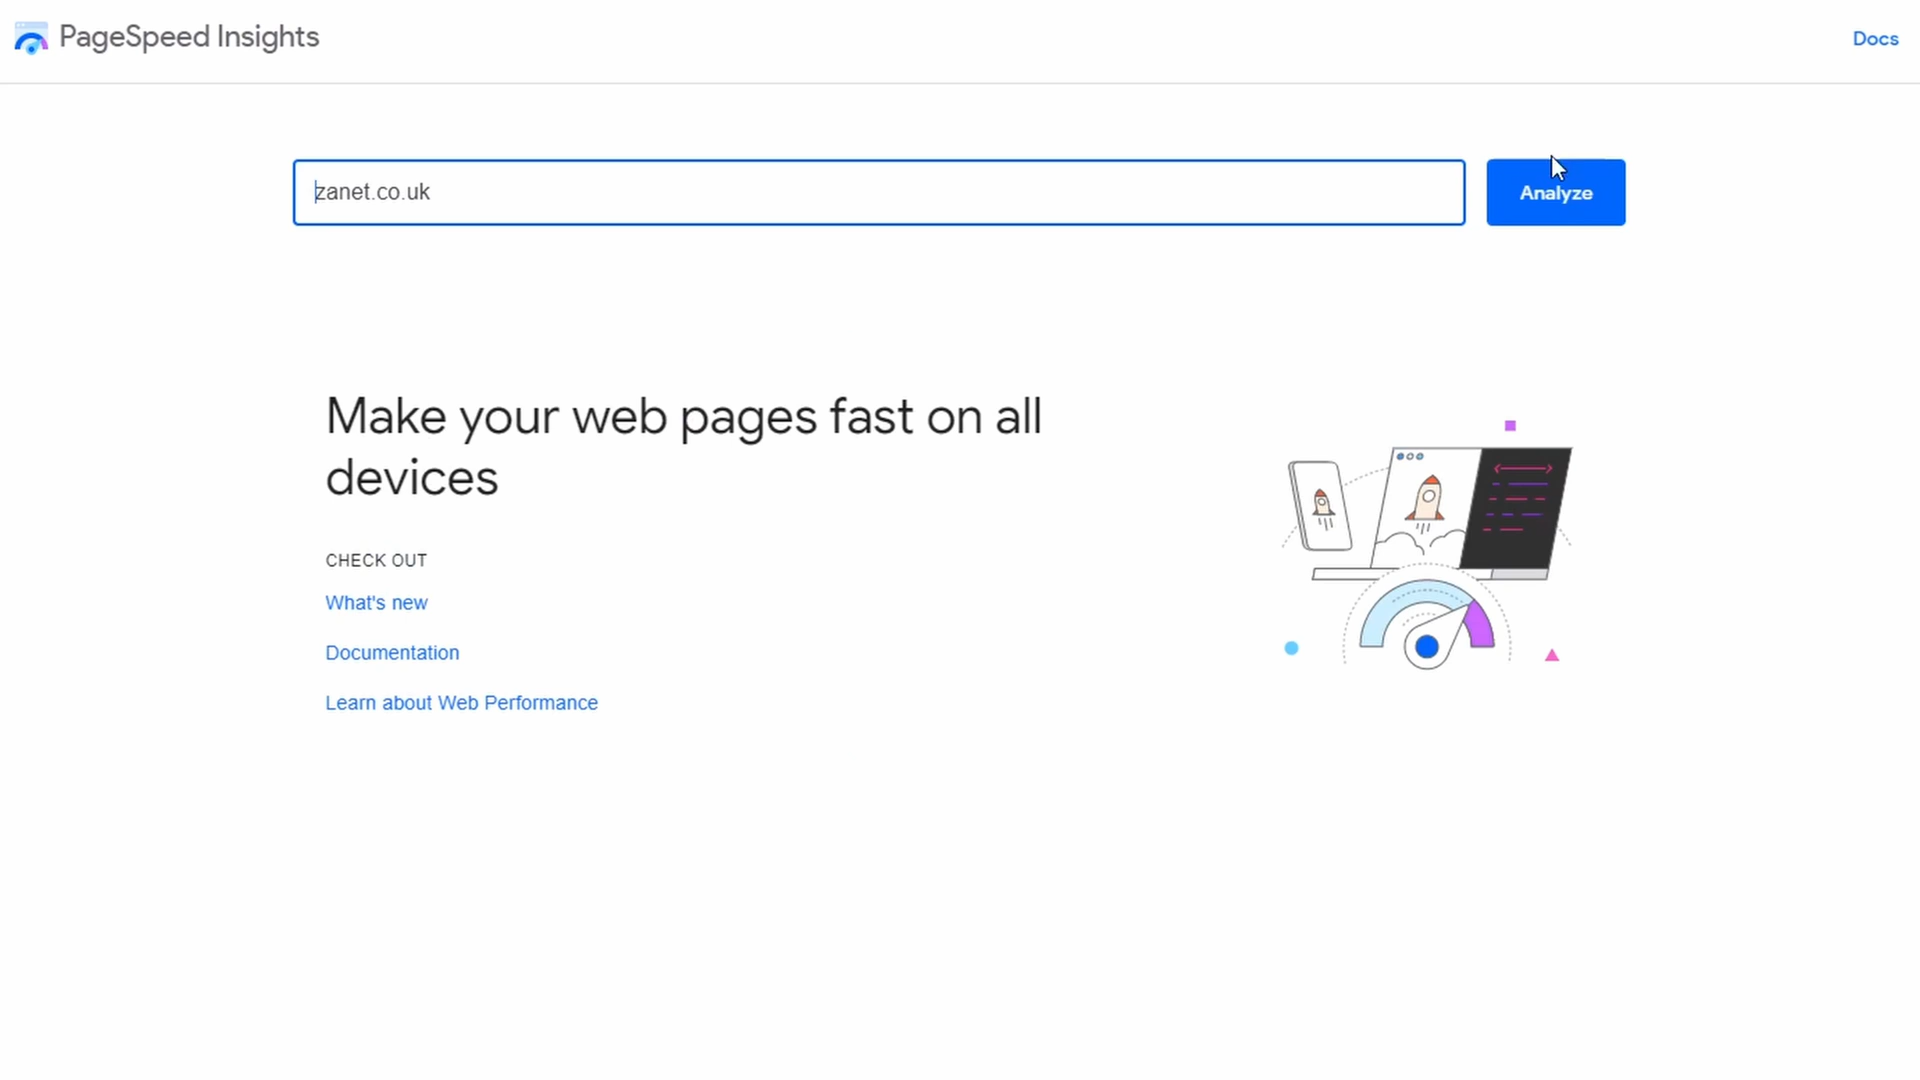 PageSpeed Insights
Docs
zanet.co.uk
Analyze
Make your web pages fast on all
devices
CHECK OUT
What's new
Documentation
Learn about Web Performance